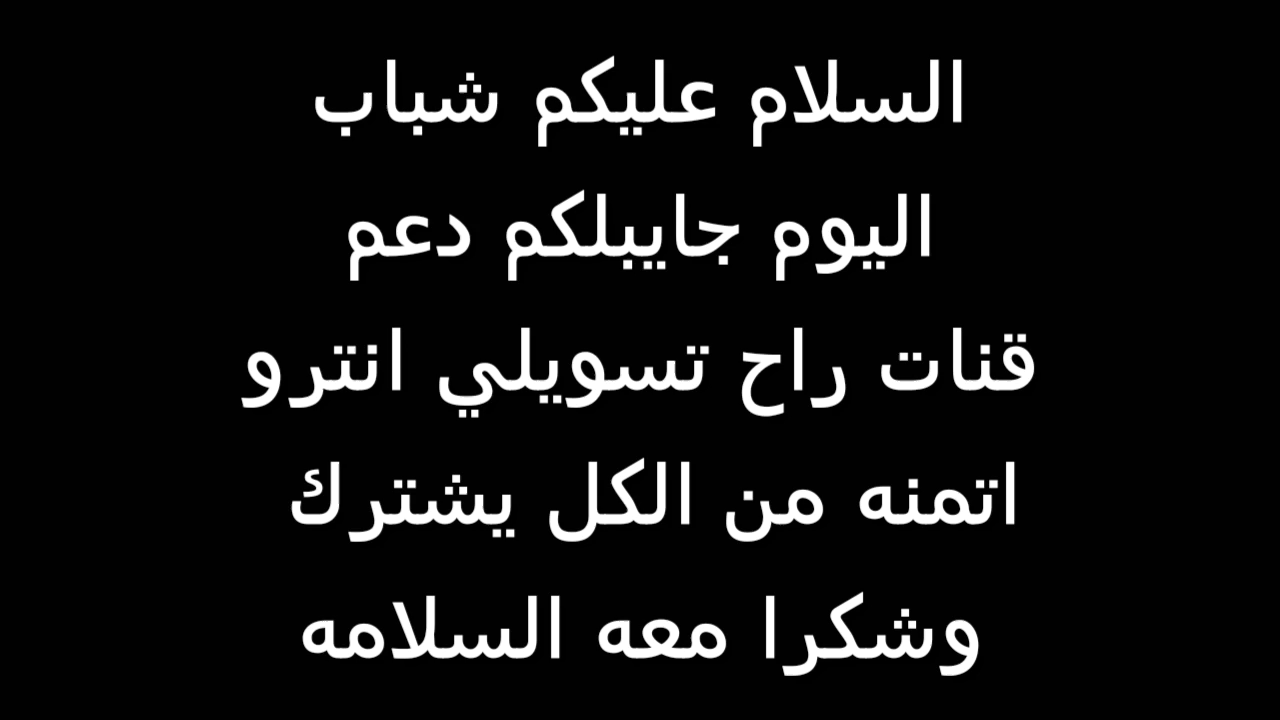 السلام عليكم شباب
اليوم جايبلكم دعم
قنات راح تسويلي انترو
اتمنه من الكل يشترك
وشكرا معه السلامه